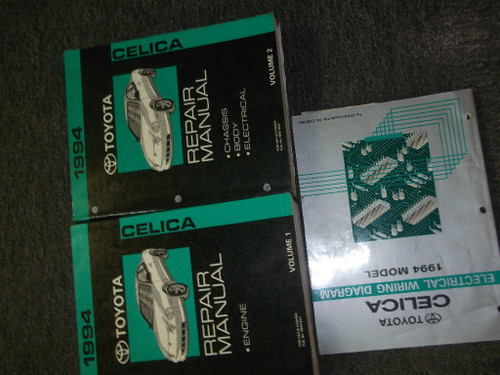 1994
CELICA
TOYOTA
REPAIR
MANUAL
• CHASSIS
• BODY
• ELECTRICAL
VOLUME 2
1994
CELICA
TOYOTA
REPAIR
MANUAL
• ENGINE
VOLUME 1
TOYOTA
CELICA
1994 MODEL
ELECTRICAL WIRING DIAGRAM